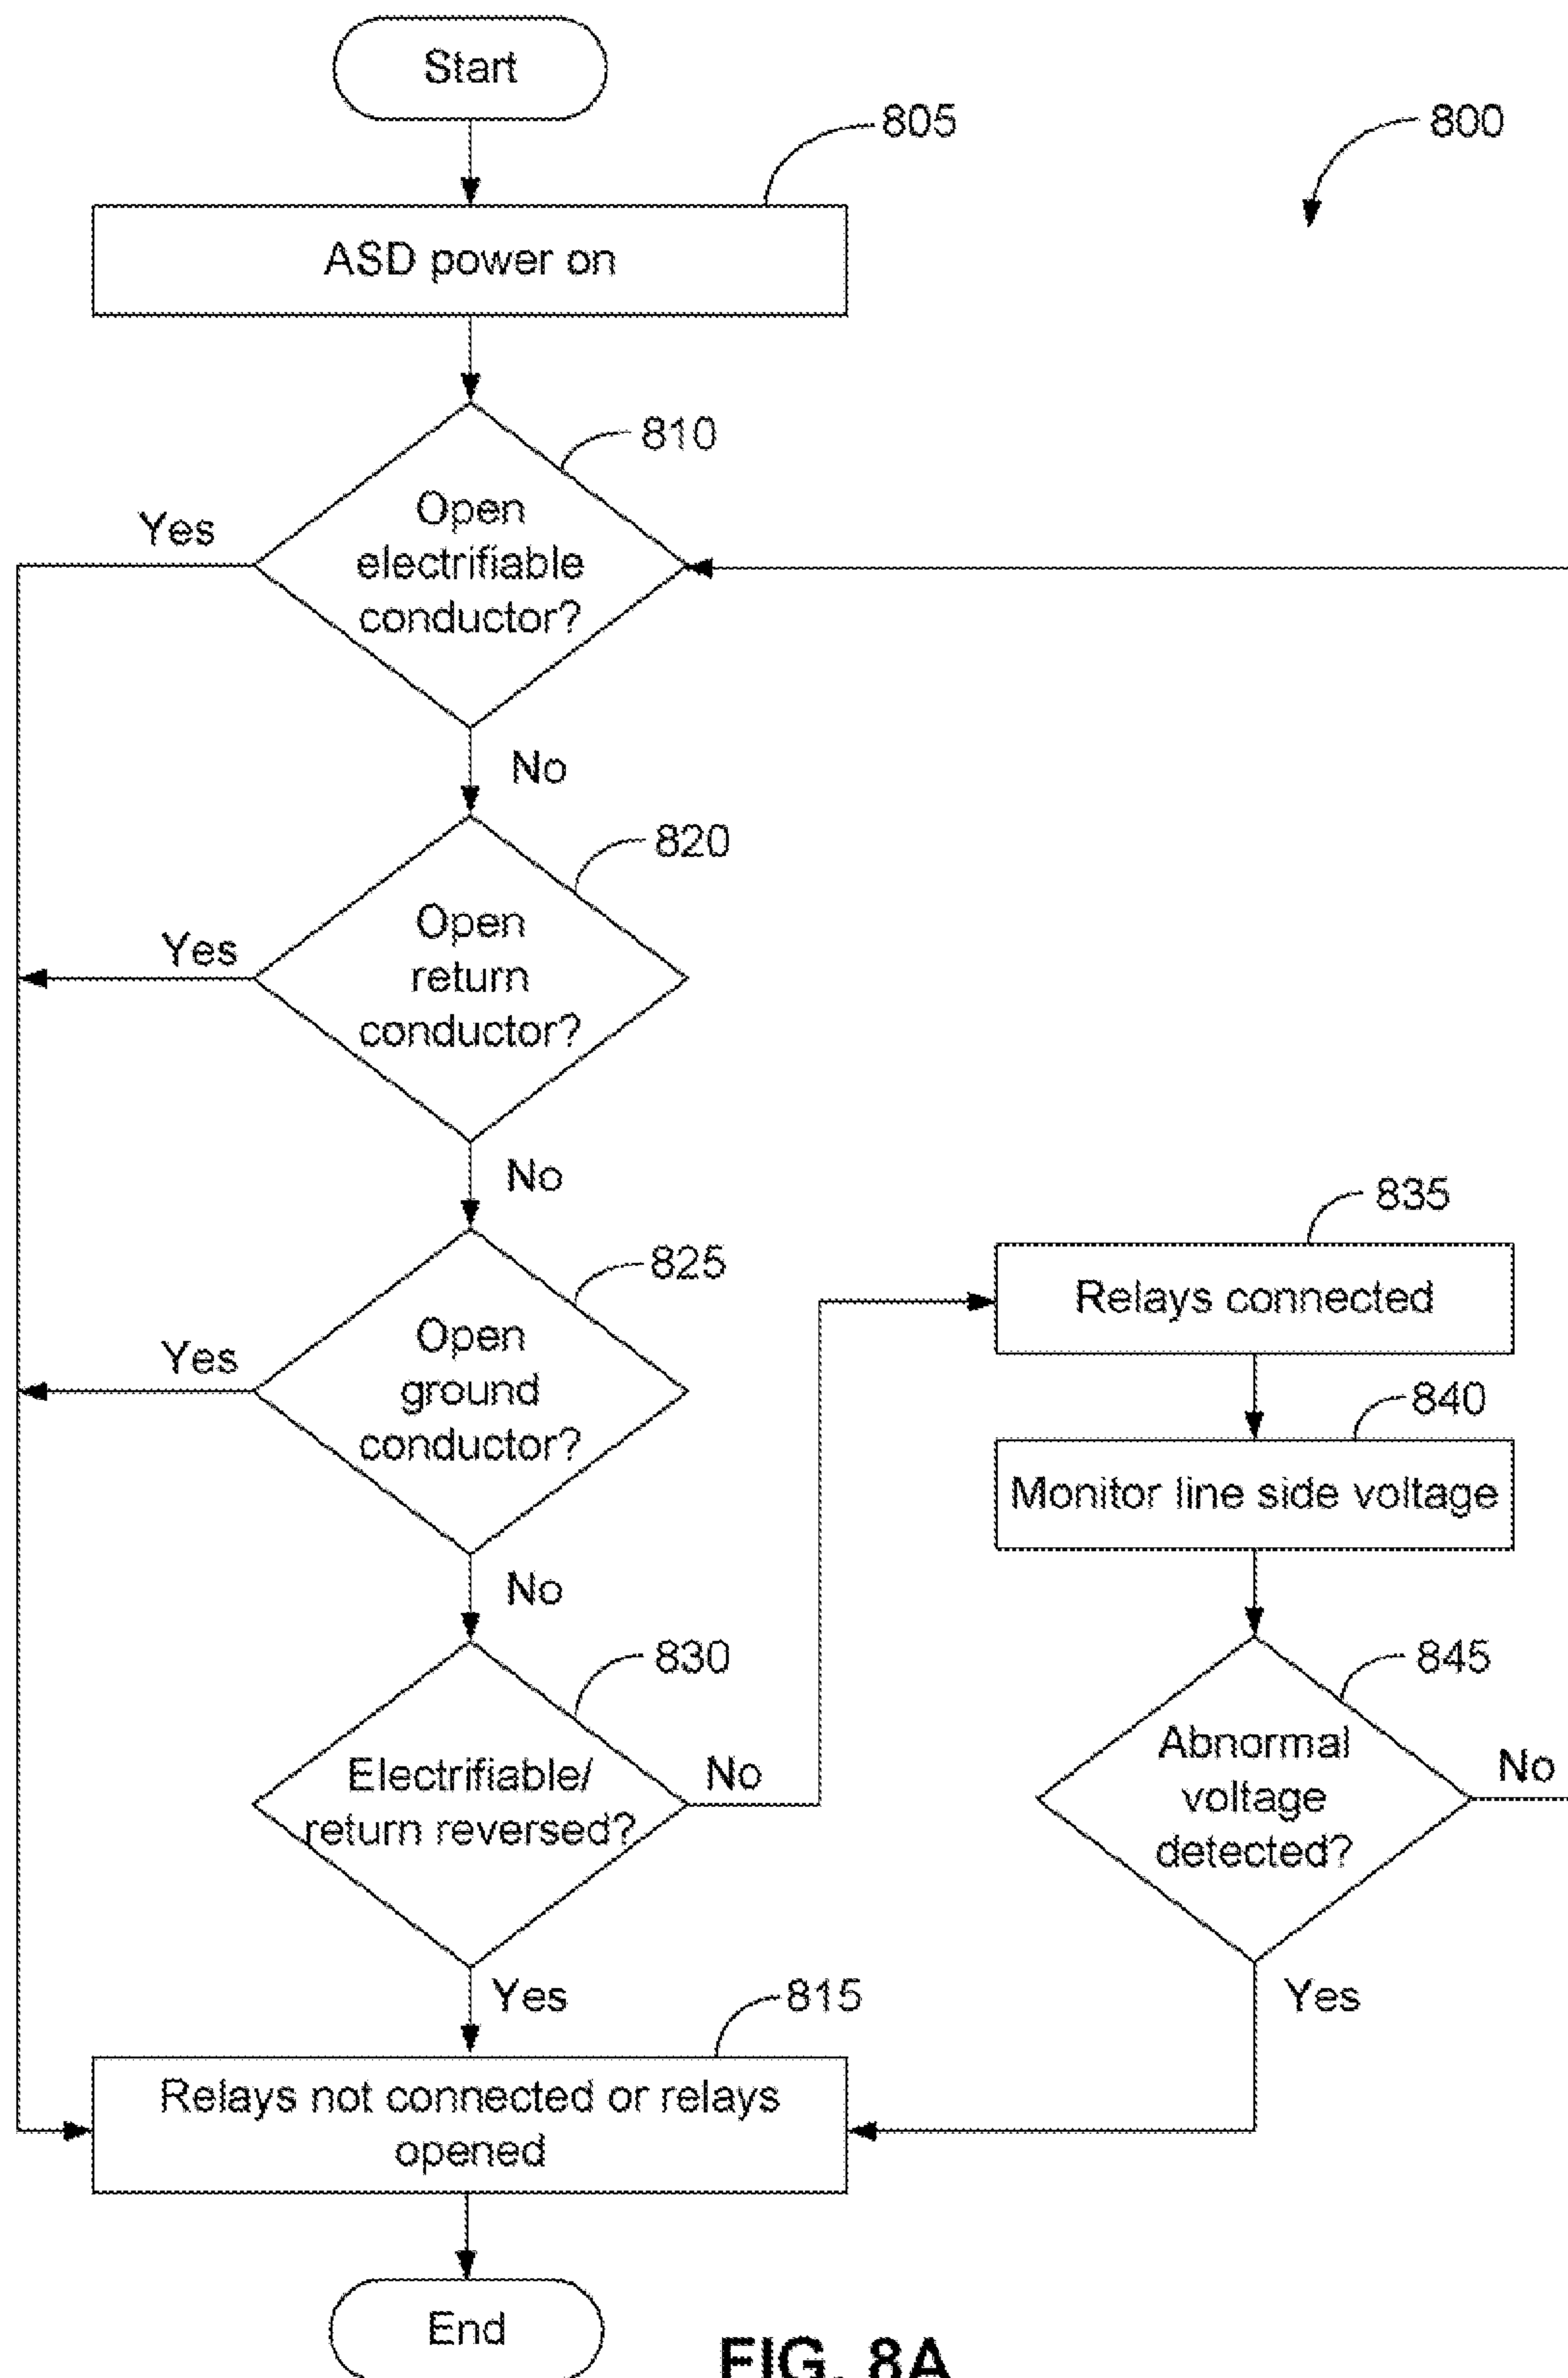 Start
805
800
ASD power on
810
Open
electrifiable
conductor?
Yes
No
820
Open
return
conductor?
Yes
No
825
Open
ground
conductor?
Yes
No
830
Electrifiable/
return reversed?
No
Yes
835
Relays connected
840
Monitor line side voltage
845
Abnormal
voltage
detected?
No
Yes
815
Relays not connected or relays
opened
End
FIG. 8A